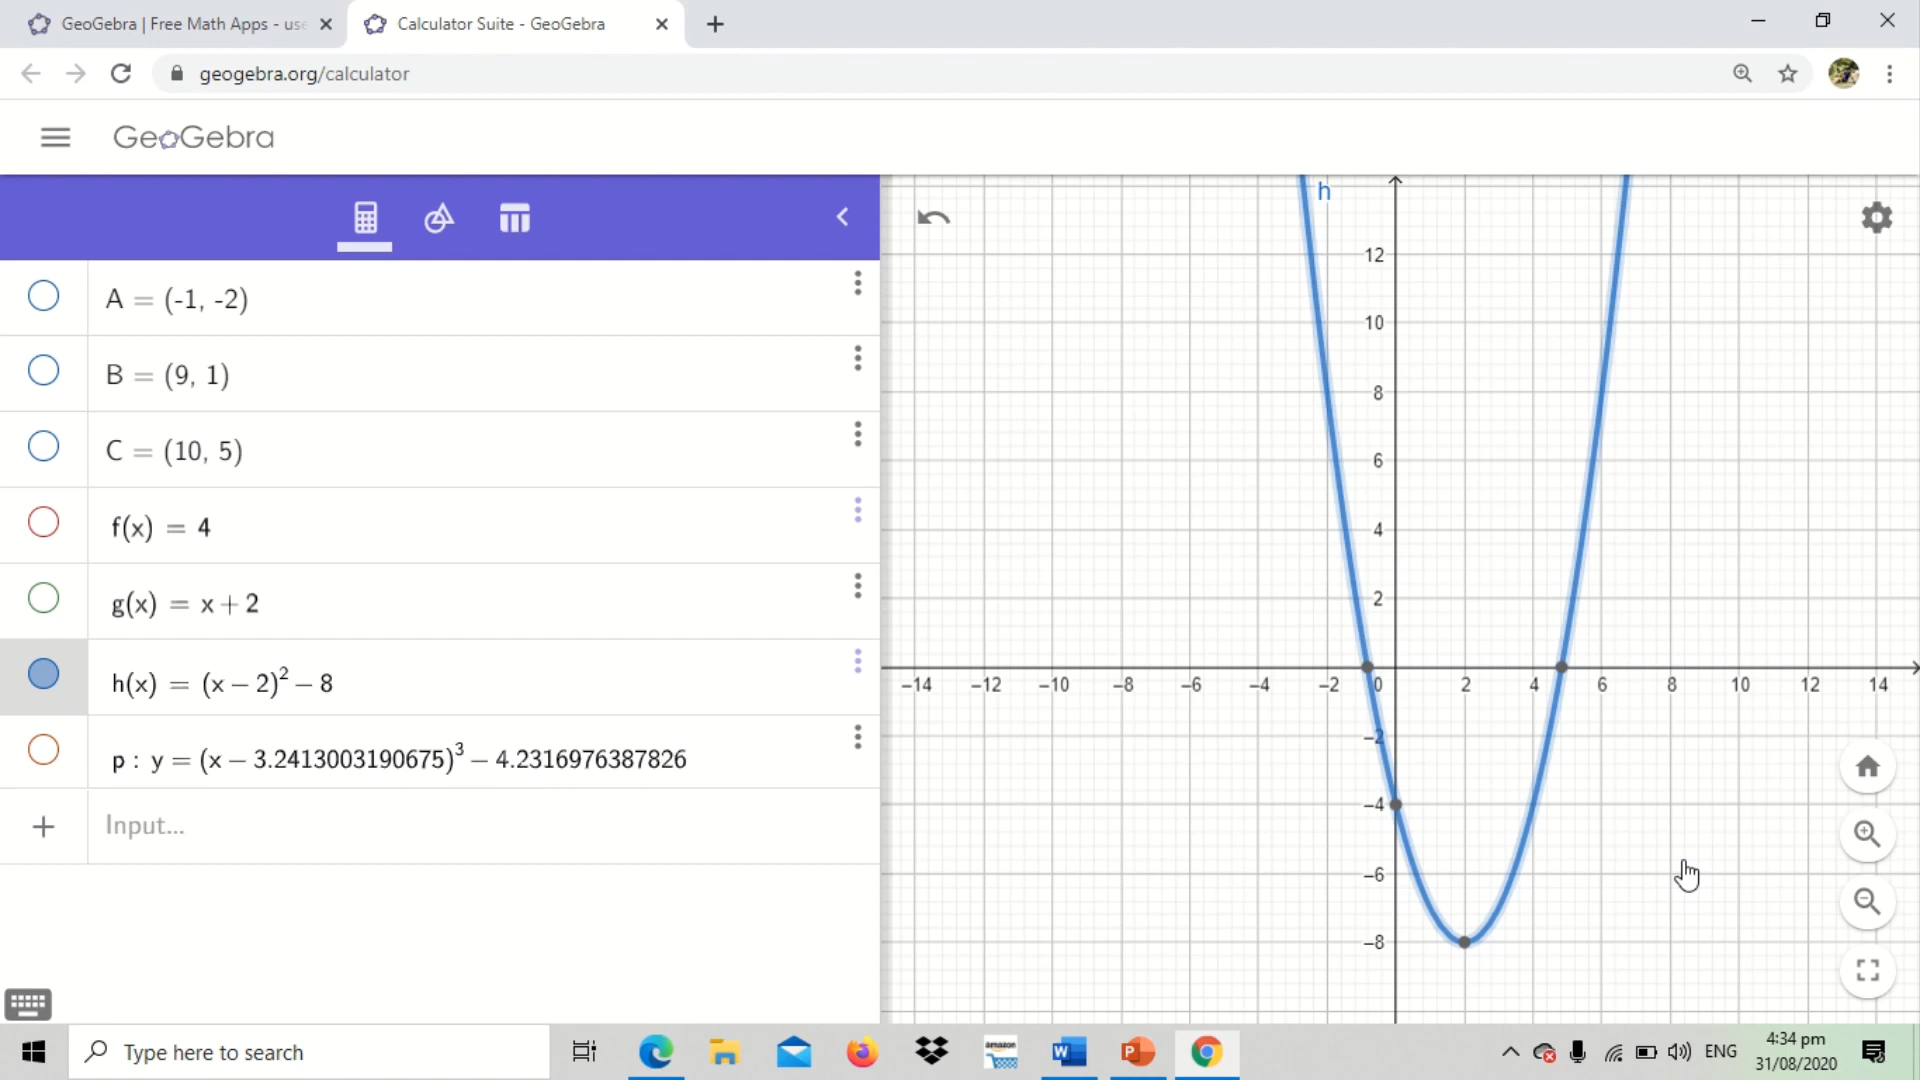 GeoGebra | Free Math Apps - use
Calculator Suite - GeoGebra
geogebra.org/calculator
GeoGebra
A = (-1, -2)
B = (9, 1)
C = (10, 5)
f(x) = 4
g(x) = x + 2
h(x) = (x − 2)² − 8
p : y = (x − 3.2413003190675)³ − 4.2316976387826
Input...
h
12
10
8
6
4
2
−14 −12 −10 −8 −6 −4 −2 0 2 4 6 8 10 12 14
−2
−4
−6
−8
Type here to search
amazon
ENG
4:34 pm
31/08/2020